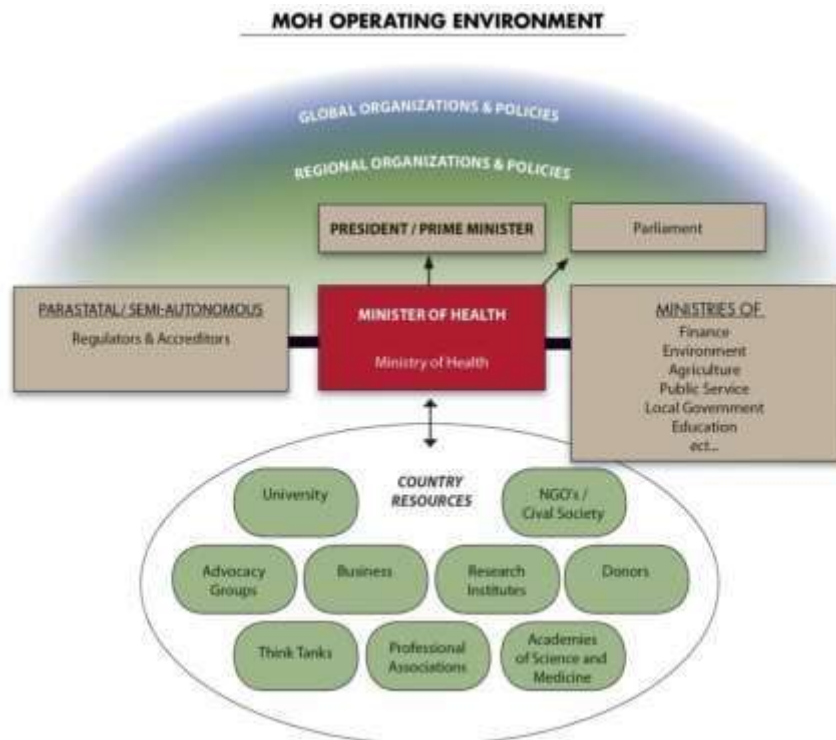 MOH OPERATING ENVIRONMENT
GLOBAL ORGANIZATIONS & POLICIES
REGIONAL ORGANIZATIONS & POLICIES
PRESIDENT / PRIME MINISTER
Parliament
PARASTATAL/ SEMI-AUTONOMOUS
Regulators & Accreditors
MINISTER OF HEALTH
Ministry of Health
MINISTRIES OF
Finance
Environment
Agriculture
Public Service
Local Government
Education
ect...
COUNTRY
RESOURCES
University
NGO's /
Cival Society
Advocacy
Groups
Business
Research
Institutes
Donors
Think Tanks
Professional
Associations
Academies
of Science and
Medicine